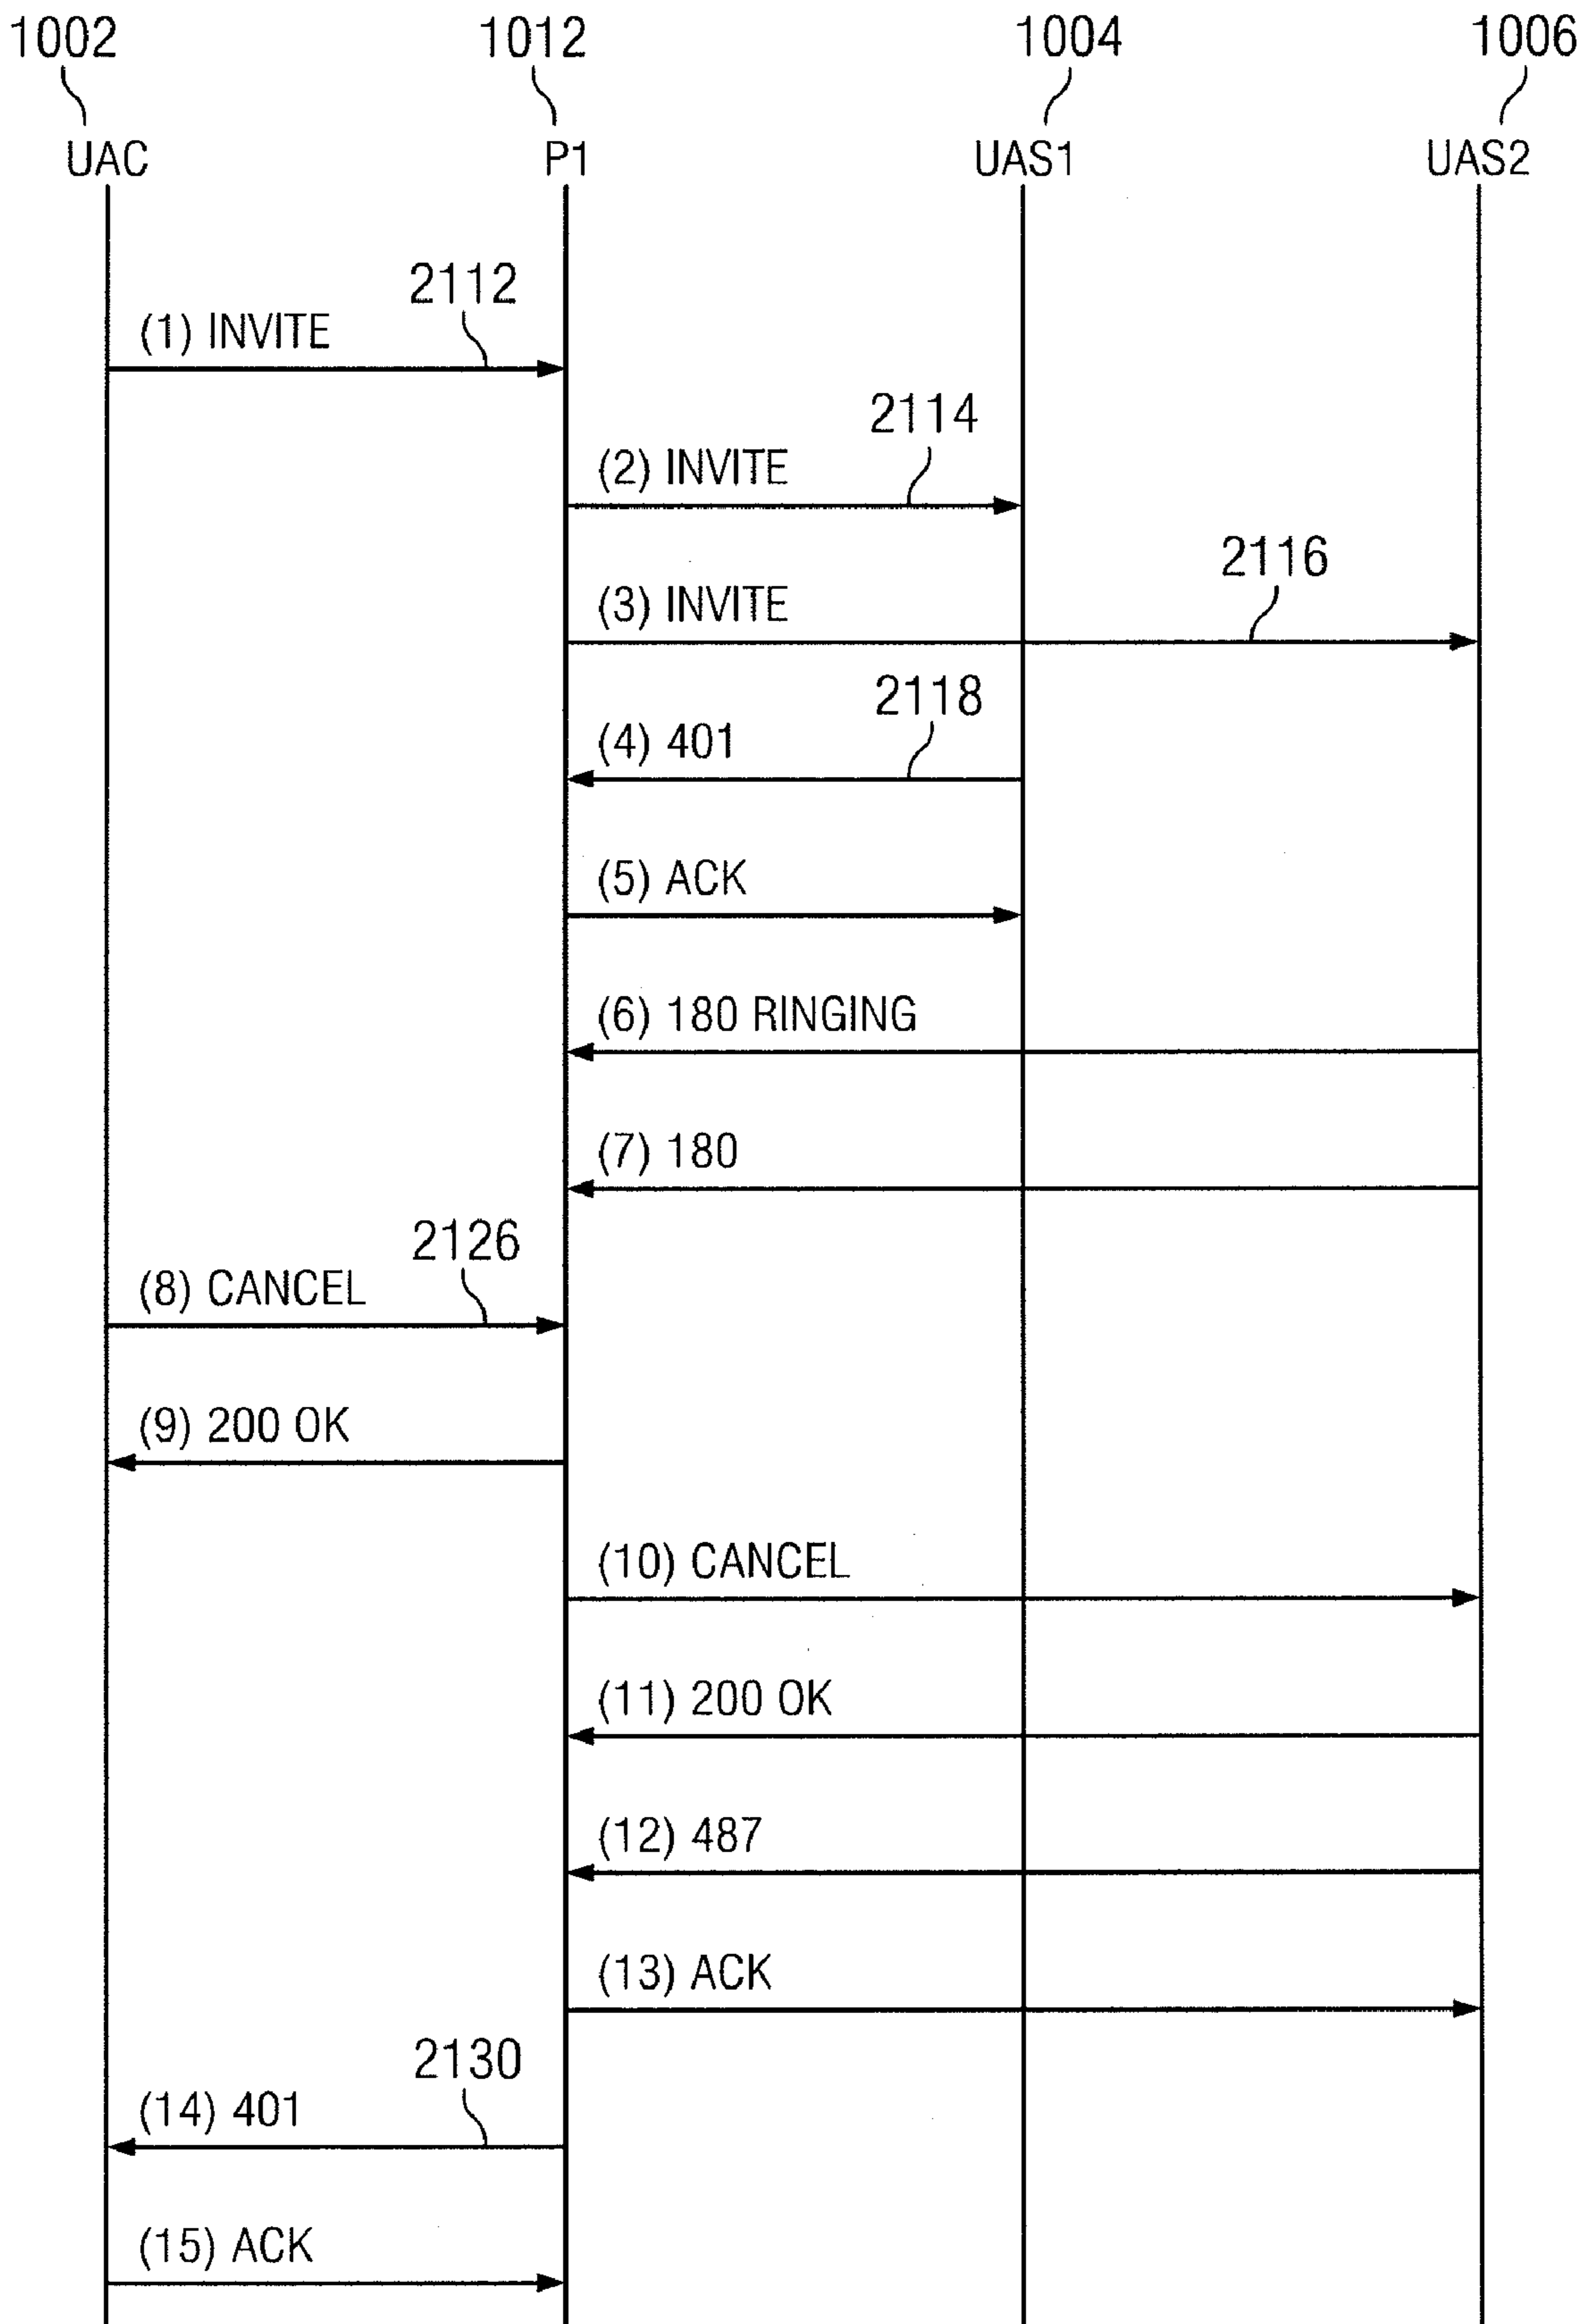 1002 1012 1004 1006
UAC P1 UAS1 UAS2
2112
(1) INVITE
2114
(2) INVITE
2116
(3) INVITE
2118
(4) 401
(5) ACK
(6) 180 RINGING
(7) 180
2126
(8) CANCEL
(9) 200 OK
(10) CANCEL
(11) 200 OK
(12) 487
(13) ACK
2130
(14) 401
(15) ACK